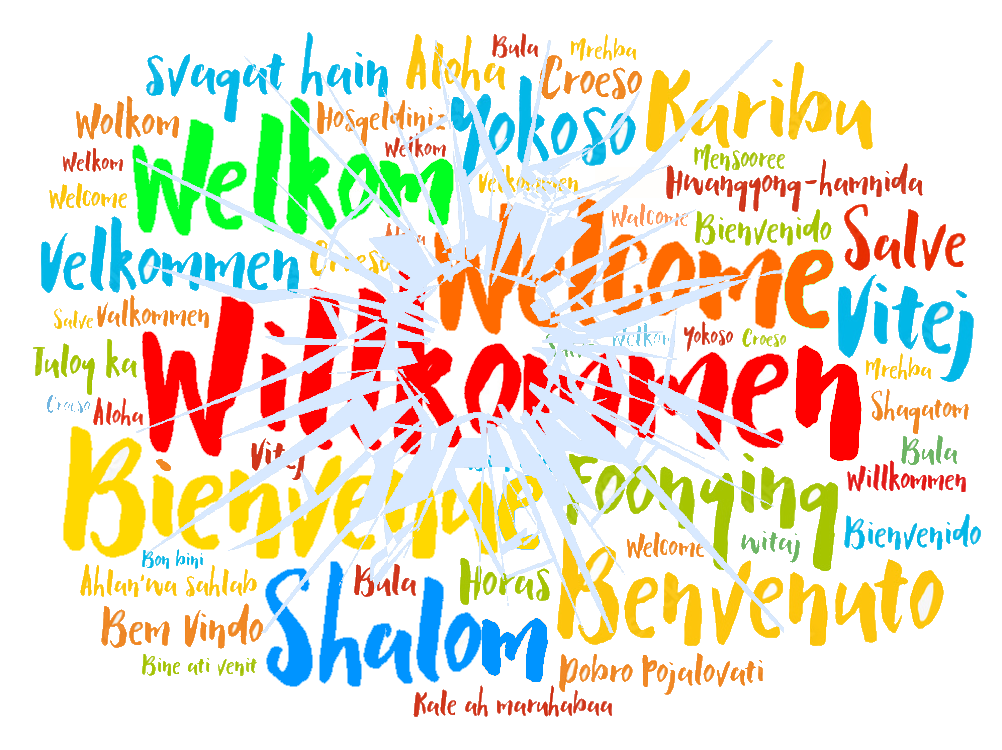 Bula
Mrehba
svagat hain
Aloha
Croeso
Karibu
Wolkom
Hosgeldiniz
Yokoso
Welkom
Welkom
Welkom
Mensooree
Velkommen
Hwangyong-hamnida
Welcome
Walcome
Bienvenido
Salve
Velkommen
Croeso
Welcome
Vitej
Salve
Valkommen
Willkommen
Yokoso
Croeso
Tuloy ka
Mrehba
Croeso
Aloha
Shagatom
Bienvenue
Vitej
Foonying
Bula
Willkommen
Bienvenido
Welcome
witaj
Bon bini
Ahlan'wa sahlab
Shalom
Bula
Horas
Benvenuto
Bem Vindo
Bine ati venit
Dobro Pojalovati
Kale ah maruhabaa